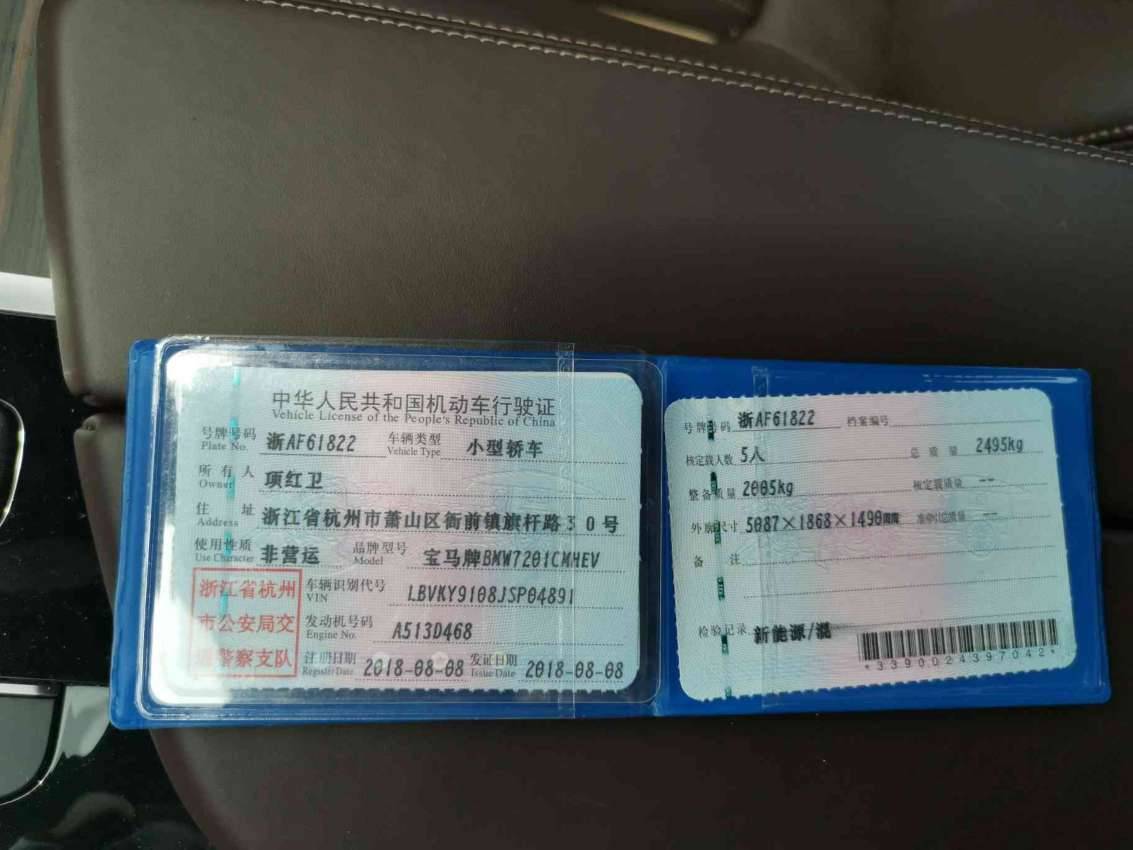 中华人民共和国机动车行驶证
Vehicle License of the People's Republic of China
号牌号码 Plate No. 浙AF61822 车辆类型 Vehicle Type 小型轿车
所有人 Owner 项红卫
住址 Address 浙江省杭州市萧山区衙前镇旗杆路30号
使用性质 Use Character 非营运 品牌型号 Model 宝马牌BMW7201CMHEV
浙江省杭州
市公安局交
警察支队
车辆识别代号 VIN LBVKY9108JSP04891
发动机号码 Engine No. A513D468
注册日期 Register Date 2018-08-08 发证日期 Issue Date 2018-08-08
号牌号码 浙AF61822 档案编号
核定载人数 5人 总质量 2495kg
整备质量 2005kg 核定载质量 --
外廓尺寸 5087×1868×1490 --
备注
检验记录 新能源/混
*3390024397042*